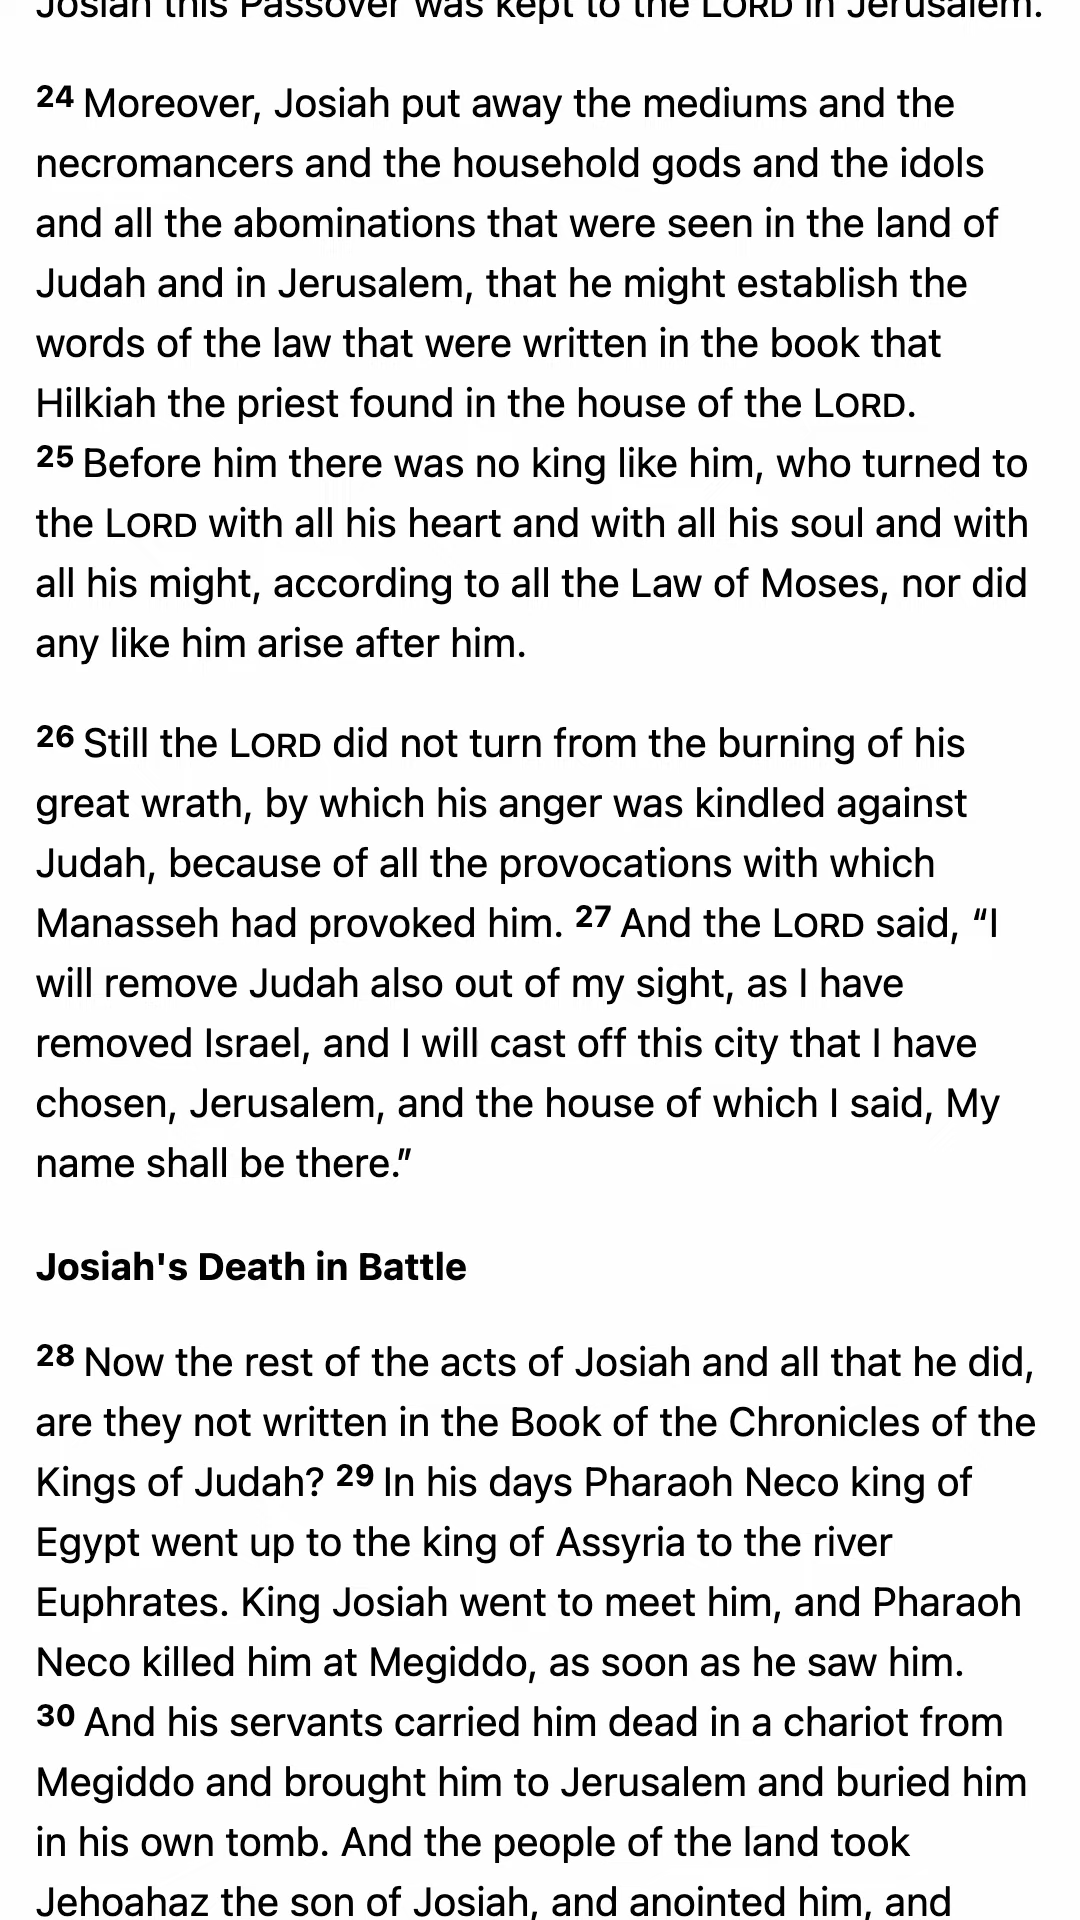 Josiah this Passover was kept to the LORD in Jerusalem.
24 Moreover, Josiah put away the mediums and the
necromancers and the household gods and the idols
and all the abominations that were seen in the land of
Judah and in Jerusalem, that he might establish the
words of the law that were written in the book that
Hilkiah the priest found in the house of the LORD.
25 Before him there was no king like him, who turned to
the LORD with all his heart and with all his soul and with
all his might, according to all the Law of Moses, nor did
any like him arise after him.
26 Still the LORD did not turn from the burning of his
great wrath, by which his anger was kindled against
Judah, because of all the provocations with which
Manasseh had provoked him. 27 And the LORD said, “I
will remove Judah also out of my sight, as I have
removed Israel, and I will cast off this city that I have
chosen, Jerusalem, and the house of which I said, My
name shall be there.”
Josiah's Death in Battle
28 Now the rest of the acts of Josiah and all that he did,
are they not written in the Book of the Chronicles of the
Kings of Judah? 29 In his days Pharaoh Neco king of
Egypt went up to the king of Assyria to the river
Euphrates. King Josiah went to meet him, and Pharaoh
Neco killed him at Megiddo, as soon as he saw him.
30 And his servants carried him dead in a chariot from
Megiddo and brought him to Jerusalem and buried him
in his own tomb. And the people of the land took
Jehoahaz the son of Josiah, and anointed him, and